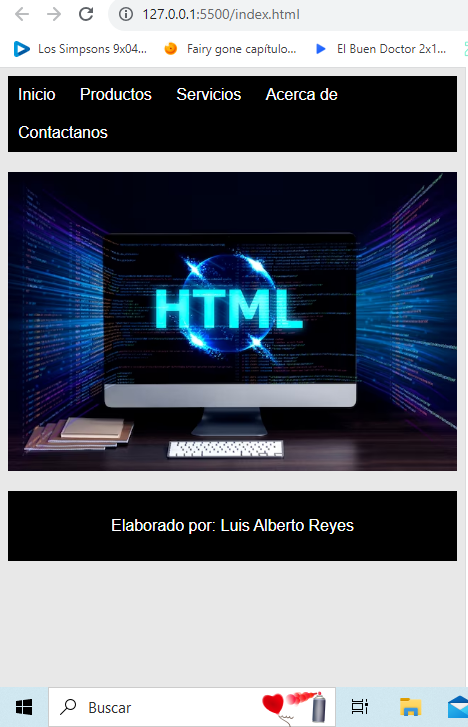 127.0.0.1:5500/index.html
Los Simpsons 9x04... Fairy gone capítulo... El Buen Doctor 2x1...
Inicio Productos Servicios Acerca de
Contactanos
HTML
Elaborado por: Luis Alberto Reyes
Buscar